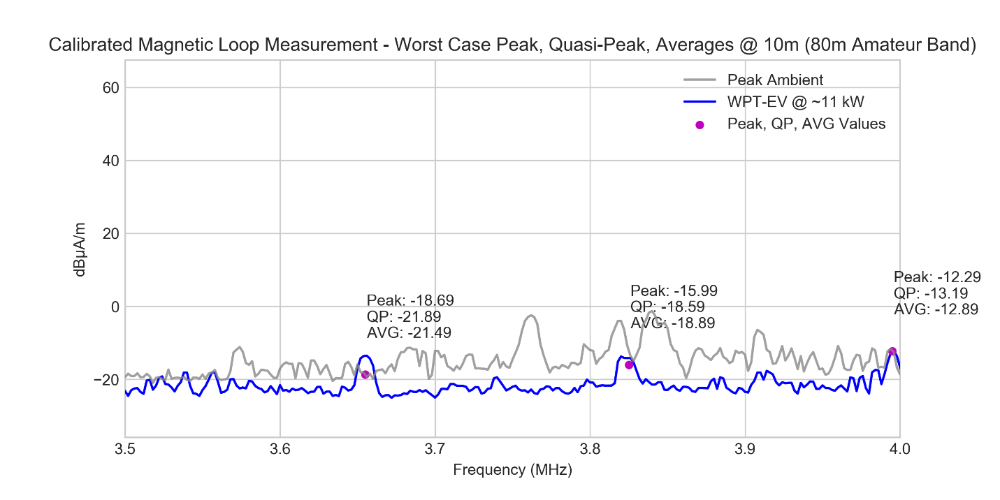 Calibrated Magnetic Loop Measurement - Worst Case Peak, Quasi-Peak, Averages @ 10m (80m Amateur Band)
Peak Ambient
WPT-EV @ ~11 kW
Peak, QP, AVG Values
60
40
20
0
−20
dBµA/m
Peak: -18.69
QP: -21.89
AVG: -21.49
Peak: -15.99
QP: -18.59
AVG: -18.89
Peak: -12.29
QP: -13.19
AVG: -12.89
3.5
3.6
3.7
3.8
3.9
4.0
Frequency (MHz)